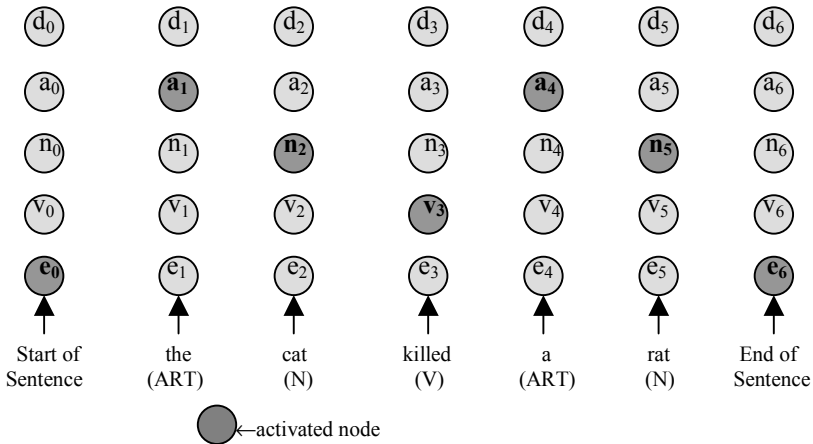 d₀ d₁ d₂ d₃ d₄ d₅ d₆
a₀ a₁ a₂ a₃ a₄ a₅ a₆
n₀ n₁ n₂ n₃ n₄ n₅ n₆
v₀ v₁ v₂ v₃ v₄ v₅ v₆
e₀ e₁ e₂ e₃ e₄ e₅ e₆
Start of the cat killed a rat End of
Sentence (ART) (N) (V) (ART) (N) Sentence
←activated node